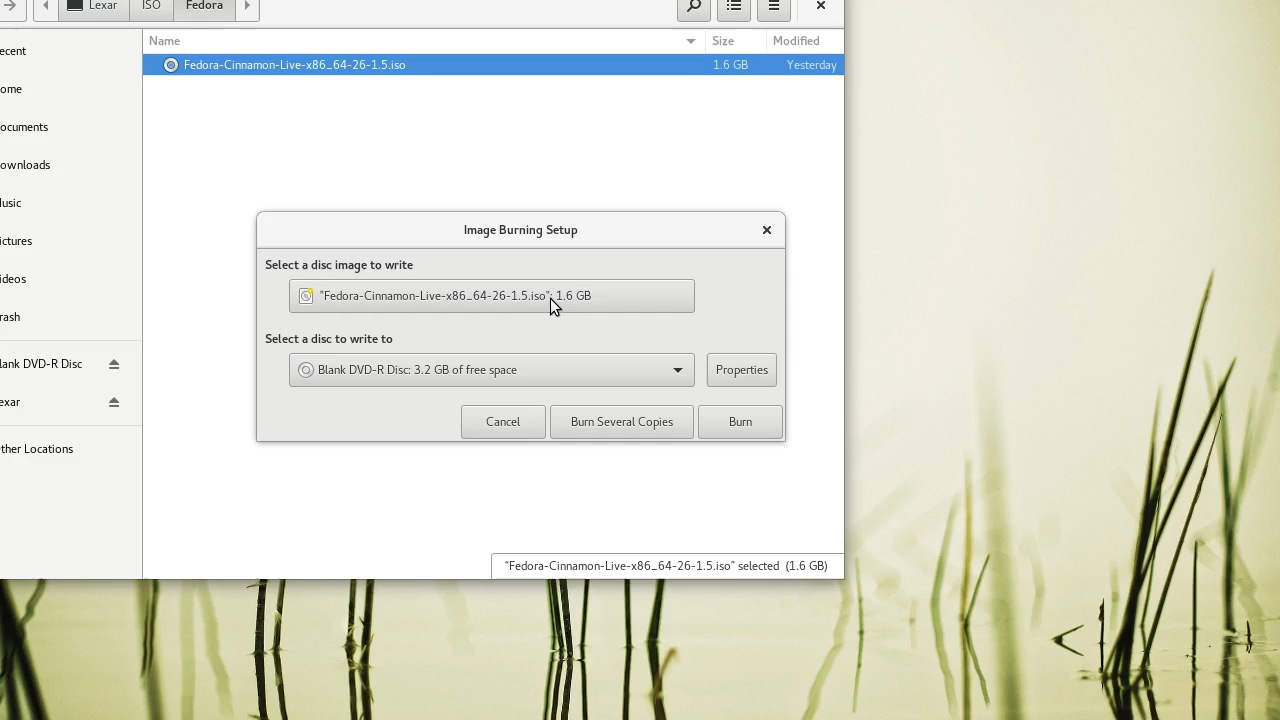 Lexar ISO Fedora
Name Size Modified
Fedora-Cinnamon-Live-x86_64-26-1.5.iso 1.6 GB Yesterday
ecent
ome
ocuments
ownloads
lusic
ictures
ideos
rash
lank DVD-R Disc
exar
ther Locations
Image Burning Setup
Select a disc image to write
"Fedora-Cinnamon-Live-x86_64-26-1.5.iso": 1.6 GB
Select a disc to write to
Blank DVD-R Disc: 3.2 GB of free space Properties
Cancel Burn Several Copies Burn
"Fedora-Cinnamon-Live-x86_64-26-1.5.iso" selected (1.6 GB)